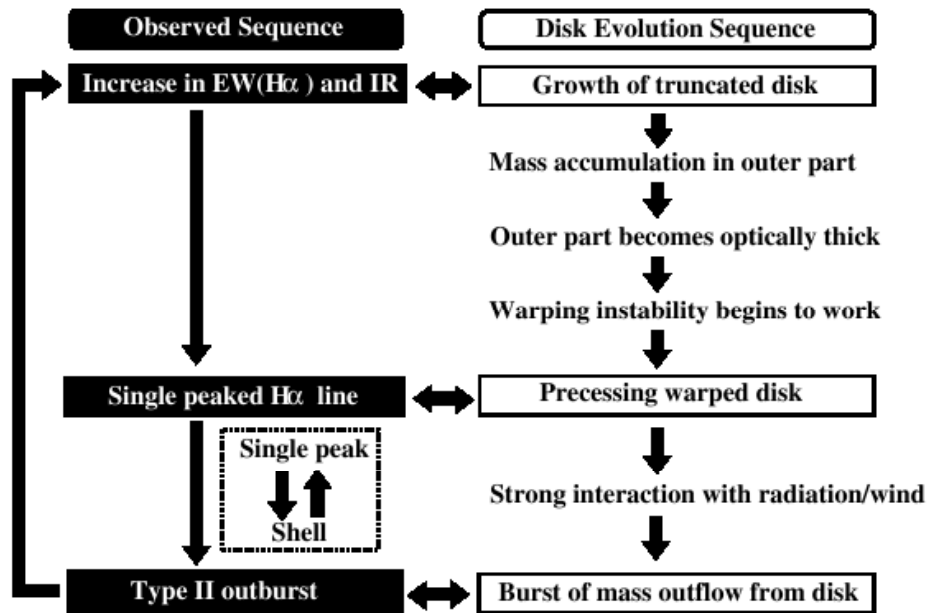 Observed Sequence
Disk Evolution Sequence
Increase in EW(Hα) and IR
Growth of truncated disk
Mass accumulation in outer part
Outer part becomes optically thick
Warping instability begins to work
Single peaked Hα line
Precessing warped disk
Single peak
Shell
Strong interaction with radiation/wind
Type II outburst
Burst of mass outflow from disk